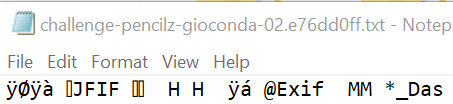 challenge-pencilz-gioconda-02.e76dd0ff.txt - Notep
File Edit Format View Help
ÿØÿà ▯JFIF ▯▯ H H ÿá @Exif MM *_Das